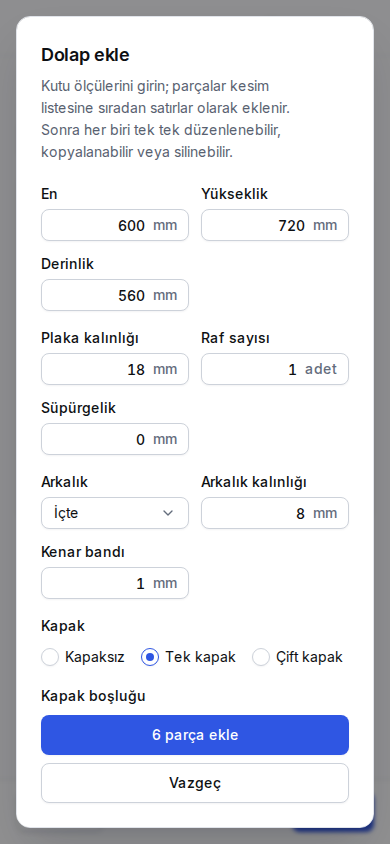 Dolap ekle
Kutu ölçülerini girin; parçalar kesim
listesine sıradan satırlar olarak eklenir.
Sonra her biri tek tek düzenlenebilir,
kopyalanabilir veya silinebilir.
En
Yükseklik
600 mm
720 mm
Derinlik
560 mm
Plaka kalınlığı
Raf sayısı
18 mm
1 adet
Süpürgelik
0 mm
Arkalık
Arkalık kalınlığı
İçte
8 mm
Kenar bandı
1 mm
Kapak
Kapaksız
Tek kapak
Çift kapak
Kapak boşluğu
6 parça ekle
Vazgeç